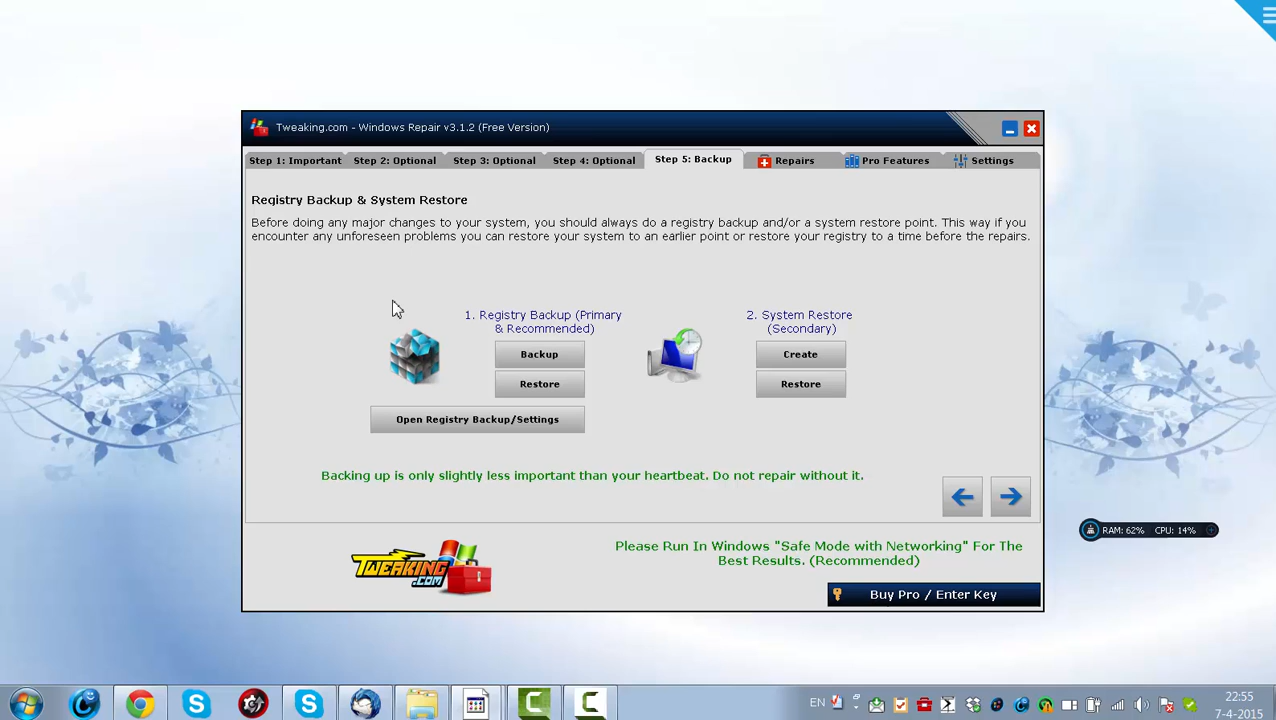 Tweaking.com - Windows Repair v3.1.2 (Free Version)
Step 1: Important
Step 2: Optional
Step 3: Optional
Step 4: Optional
Step 5: Backup
Repairs
Pro Features
Settings
Registry Backup & System Restore
Before doing any major changes to your system, you should always do a registry backup and/or a system restore point. This way if you
encounter any unforeseen problems you can restore your system to an earlier point or restore your registry to a time before the repairs.
1. Registry Backup (Primary
& Recommended)
Backup
Restore
Open Registry Backup/Settings
2. System Restore
(Secondary)
Create
Restore
Backing up is only slightly less important than your heartbeat. Do not repair without it.
RAM: 62% CPU: 14%
TWEAKING
.COM
Please Run In Windows "Safe Mode with Networking" For The
Best Results. (Recommended)
Buy Pro / Enter Key
EN
22:55
7-4-2015